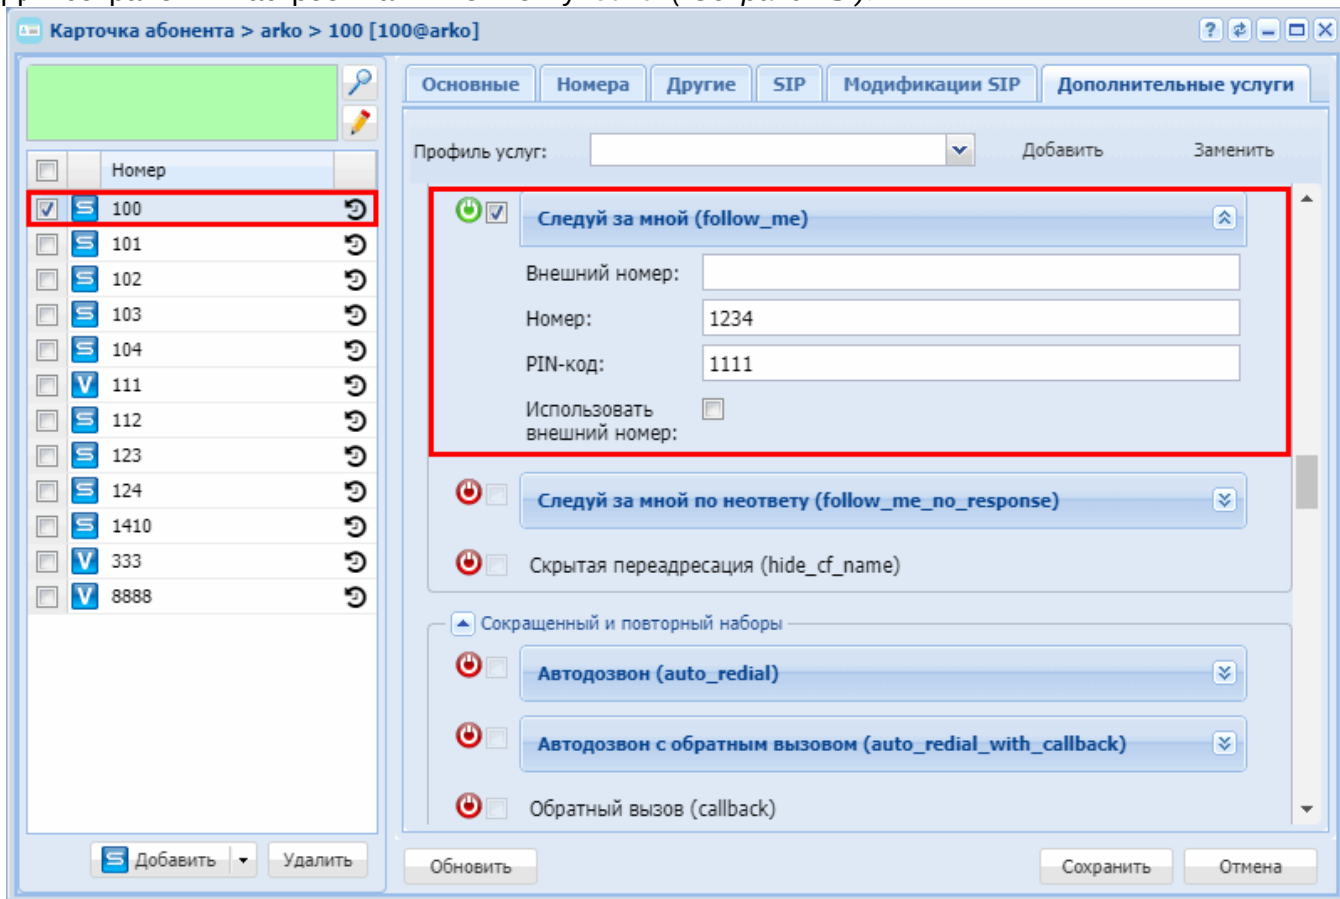 Карточка абонента > arko > 100 [100@arko]
Основные
Номера
Другие
SIP
Модификации SIP
Дополнительные услуги
Профиль услуг:
Добавить
Заменить
Номер
100
101
102
103
104
111
112
123
124
1410
333
8888
Добавить
Удалить
Следуй за мной (follow_me)
Внешний номер:
Номер:
1234
PIN-код:
1111
Использовать
внешний номер:
Следуй за мной по неответу (follow_me_no_response)
Скрытая переадресация (hide_cf_name)
Сокращенный и повторный наборы
Автодозвон (auto_redial)
Автодозвон с обратным вызовом (auto_redial_with_callback)
Обратный вызов (callback)
Обновить
Сохранить
Отмена